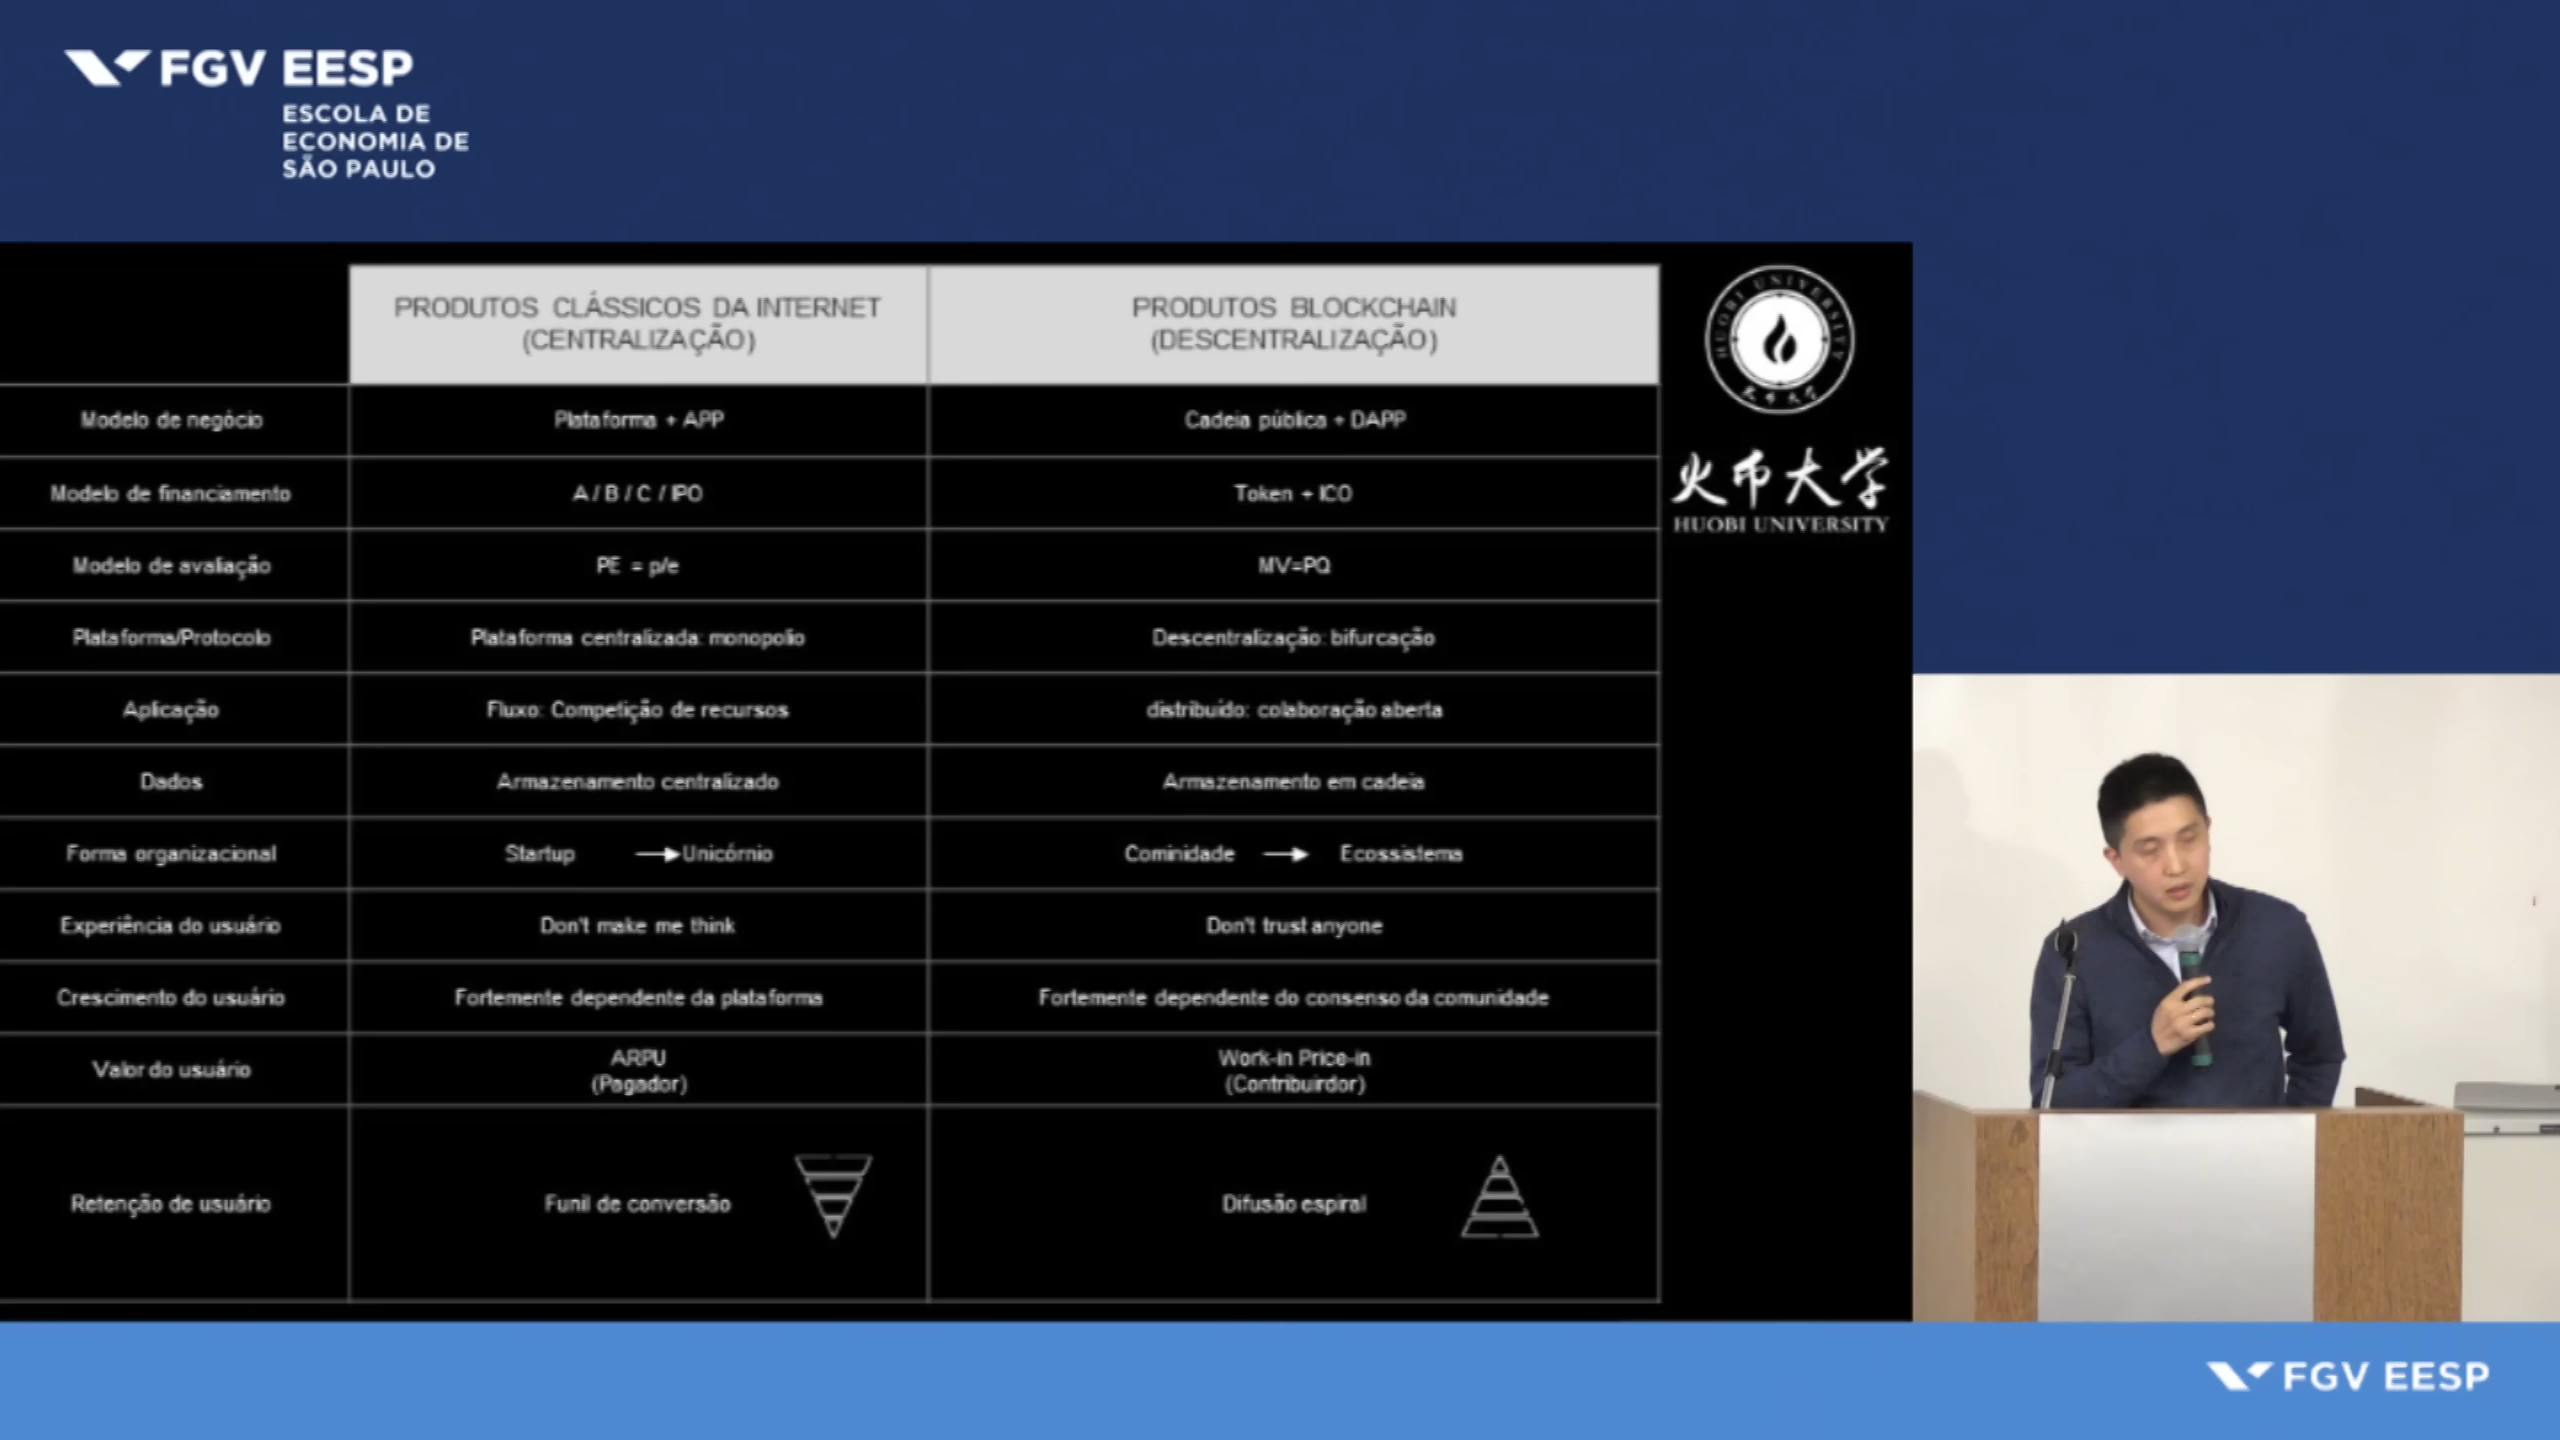 FGV EESP
ESCOLA DE
ECONOMIA DE
SÃO PAULO
PRODUTOS CLÁSSICOS DA INTERNET
(CENTRALIZAÇÃO)
PRODUTOS BLOCKCHAIN
(DESCENTRALIZAÇÃO)
Modelo de negócio
Plataforma + APP
Cadeia pública + DAPP
Modelo de financiamento
A / B / C / IPO
Token + ICO
Modelo de avaliação
PE = p/e
MV=PQ
Plataforma/Protocolo
Plataforma centralizada: monopolio
Descentralização: bifurcação
Aplicação
Fluxo: Competição de recursos
distribuido: colaboração aberta
Dados
Armazenamento centralizado
Armazenamento em cadeia
Forma organizacional
Startup → Unicórnio
Cominidade → Ecossistema
Experiência do usuário
Don't make me think
Don't trust anyone
Crescimento do usuário
Fortemente dependente da plataforma
Fortemente dependente do consenso da comunidade
Valor do usuário
ARPU
(Pagador)
Work-in Price-in
(Contribuirdor)
Retenção de usuário
Funil de conversão
Difusão espiral
HUOBI UNIVERSITY
火币大学
火币大学
HUOBI UNIVERSITY
FGV EESP